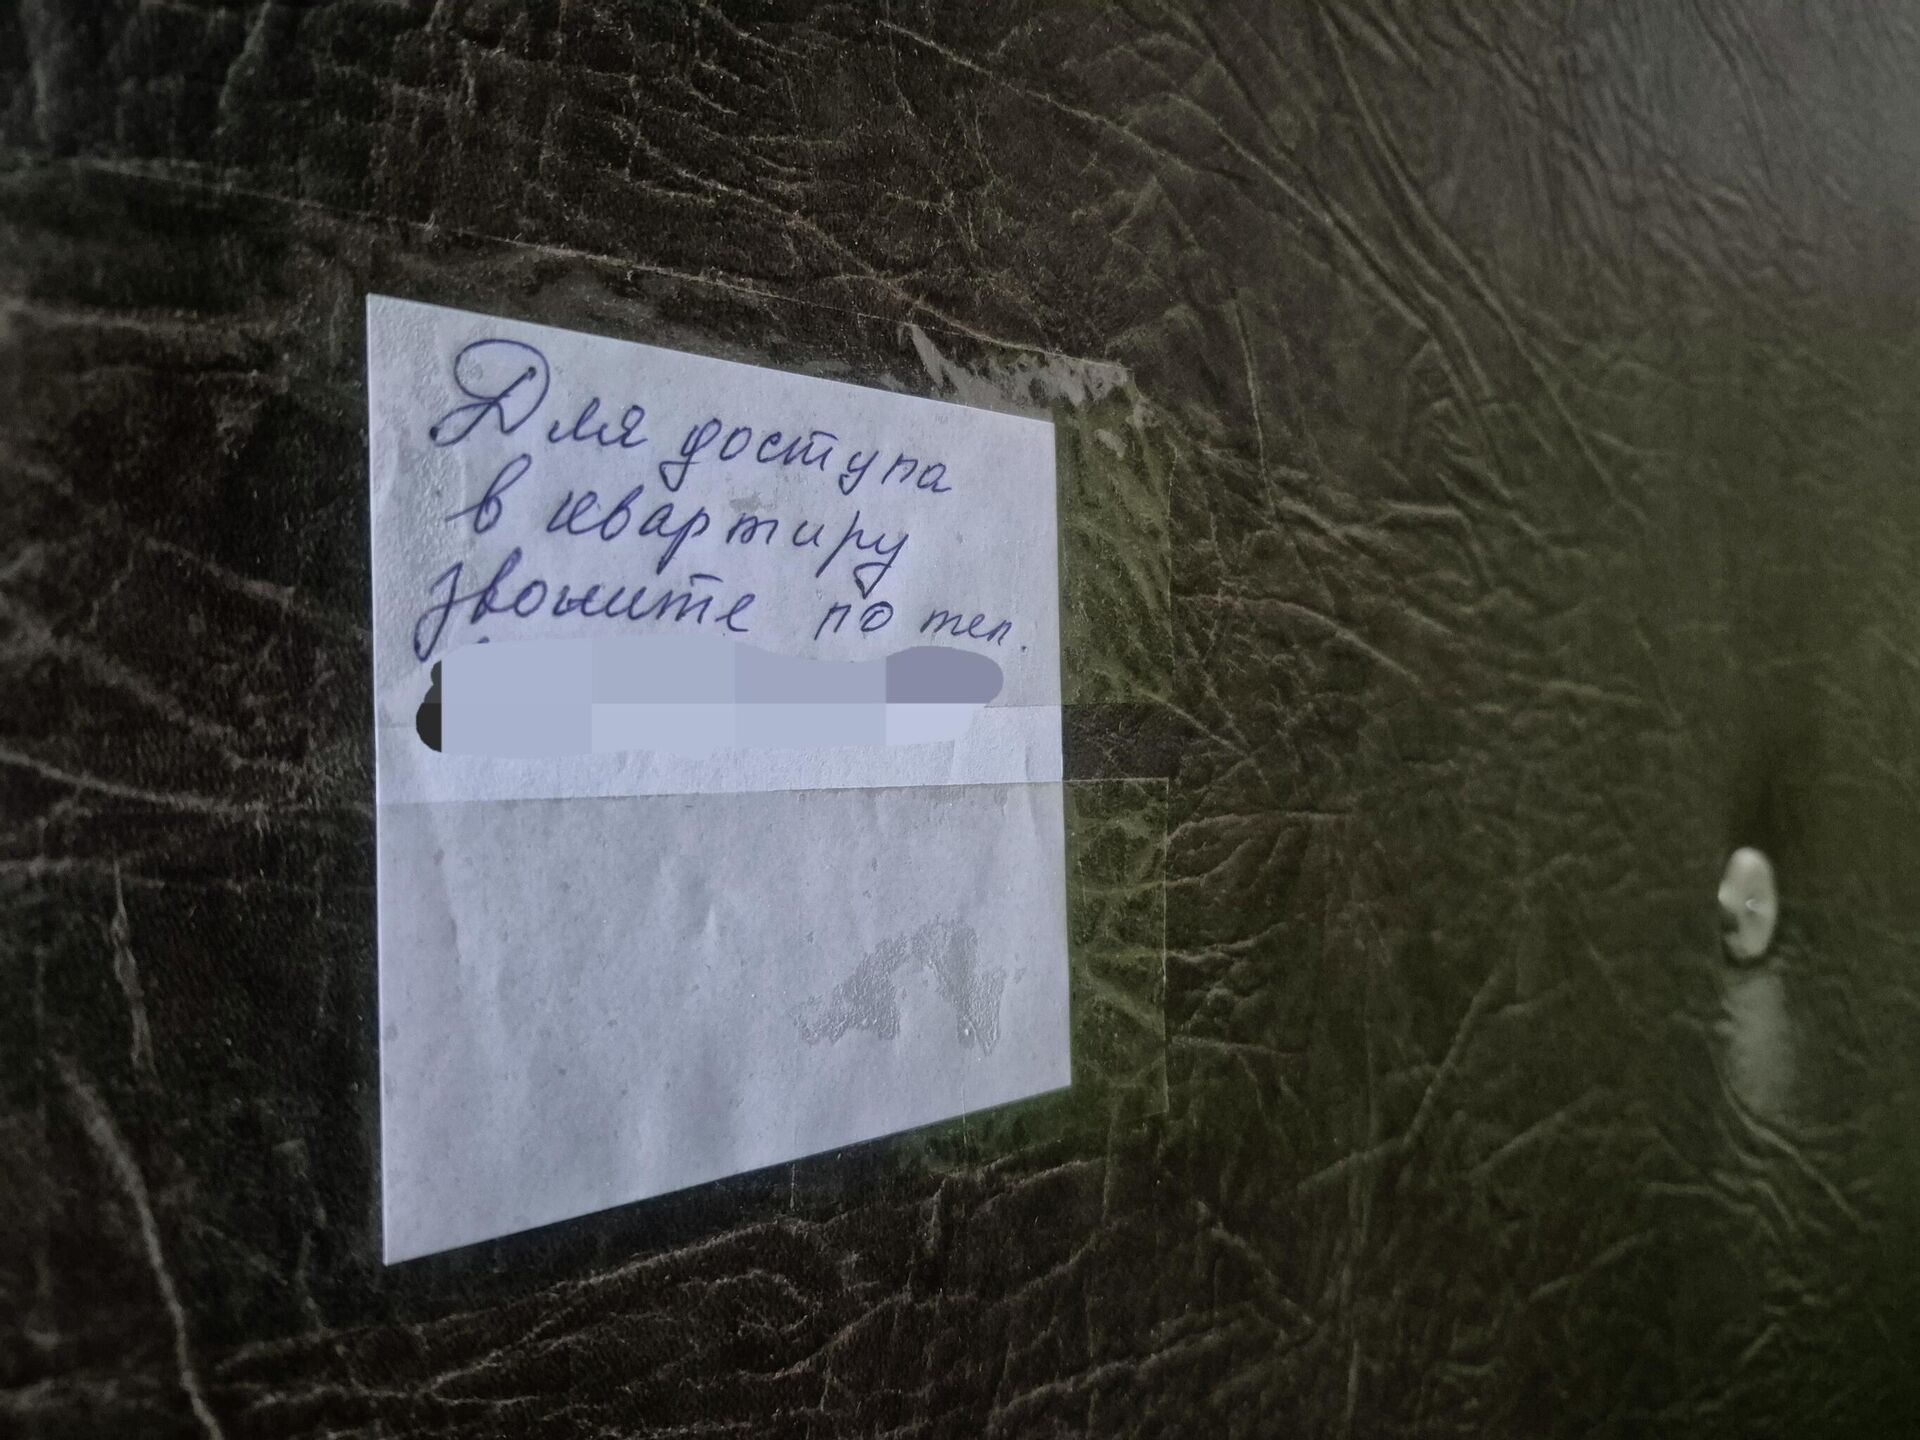 Для доступа
в квартиру
звоните по тел.